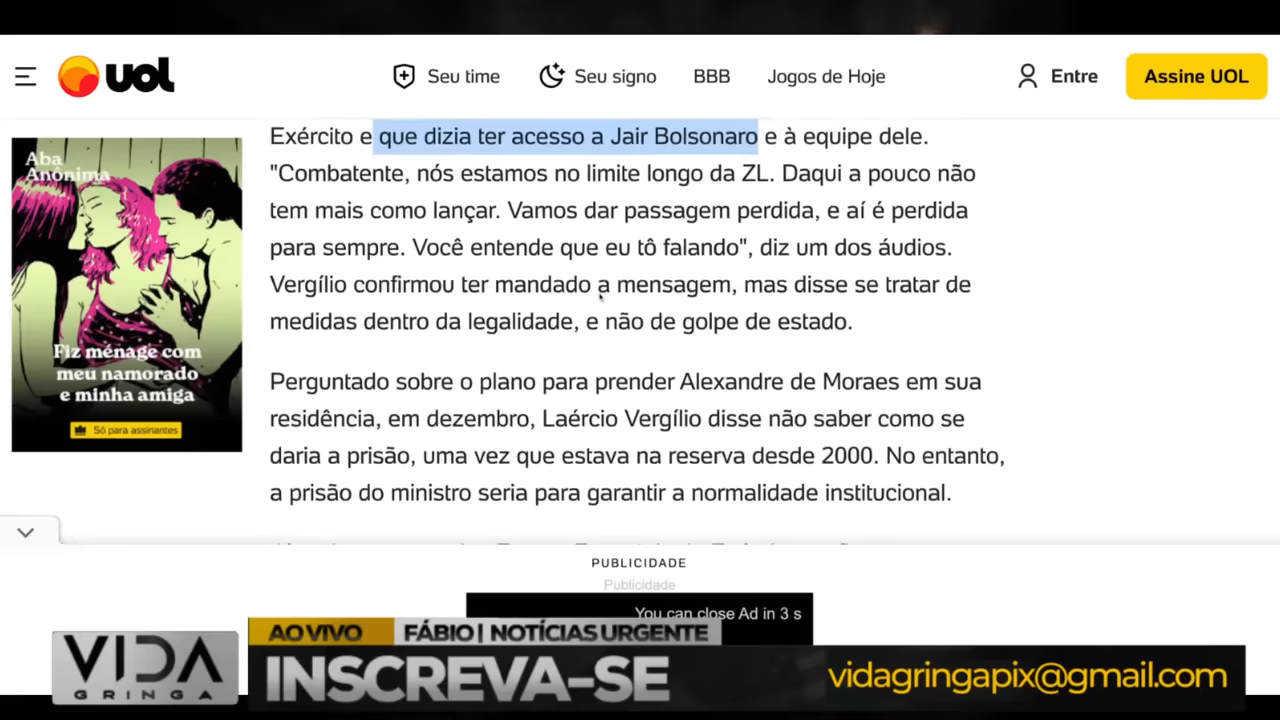 uol
Seu time
Seu signo
BBB
Jogos de Hoje
Entre
Assine UOL
Aba
Anônima
Fiz ménage com
meu namorado
e minha amiga
Só para assinantes
Exército e que dizia ter acesso a Jair Bolsonaro e à equipe dele.
"Combatente, nós estamos no limite longo da ZL. Daqui a pouco não
tem mais como lançar. Vamos dar passagem perdida, e aí é perdida
para sempre. Você entende que eu tô falando", diz um dos áudios.
Vergílio confirmou ter mandado a mensagem, mas disse se tratar de
medidas dentro da legalidade, e não de golpe de estado.
Perguntado sobre o plano para prender Alexandre de Moraes em sua
residência, em dezembro, Laércio Vergílio disse não saber como se
daria a prisão, uma vez que estava na reserva desde 2000. No entanto,
a prisão do ministro seria para garantir a normalidade institucional.
PUBLICIDADE
Publicidade
You can close Ad in 3 s
AO VIVO
FÁBIO | NOTÍCIAS URGENTE
VIDA
GRINGA
INSCREVA-SE
vidagringapix@gmail.com